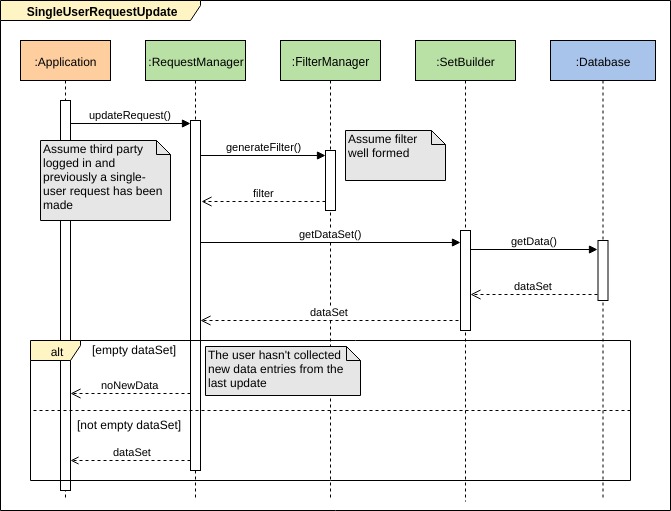 SingleUserRequestUpdate
:Application
:RequestManager
:FilterManager
:SetBuilder
:Database
updateRequest()
Assume third party
logged in and
previously a single-
user request has been
made
generateFilter()
Assume filter
well formed
filter
getDataSet()
getData()
dataSet
dataSet
alt
[empty dataSet]
The user hasn't collected
new data entries from the
last update
noNewData
[not empty dataSet]
dataSet